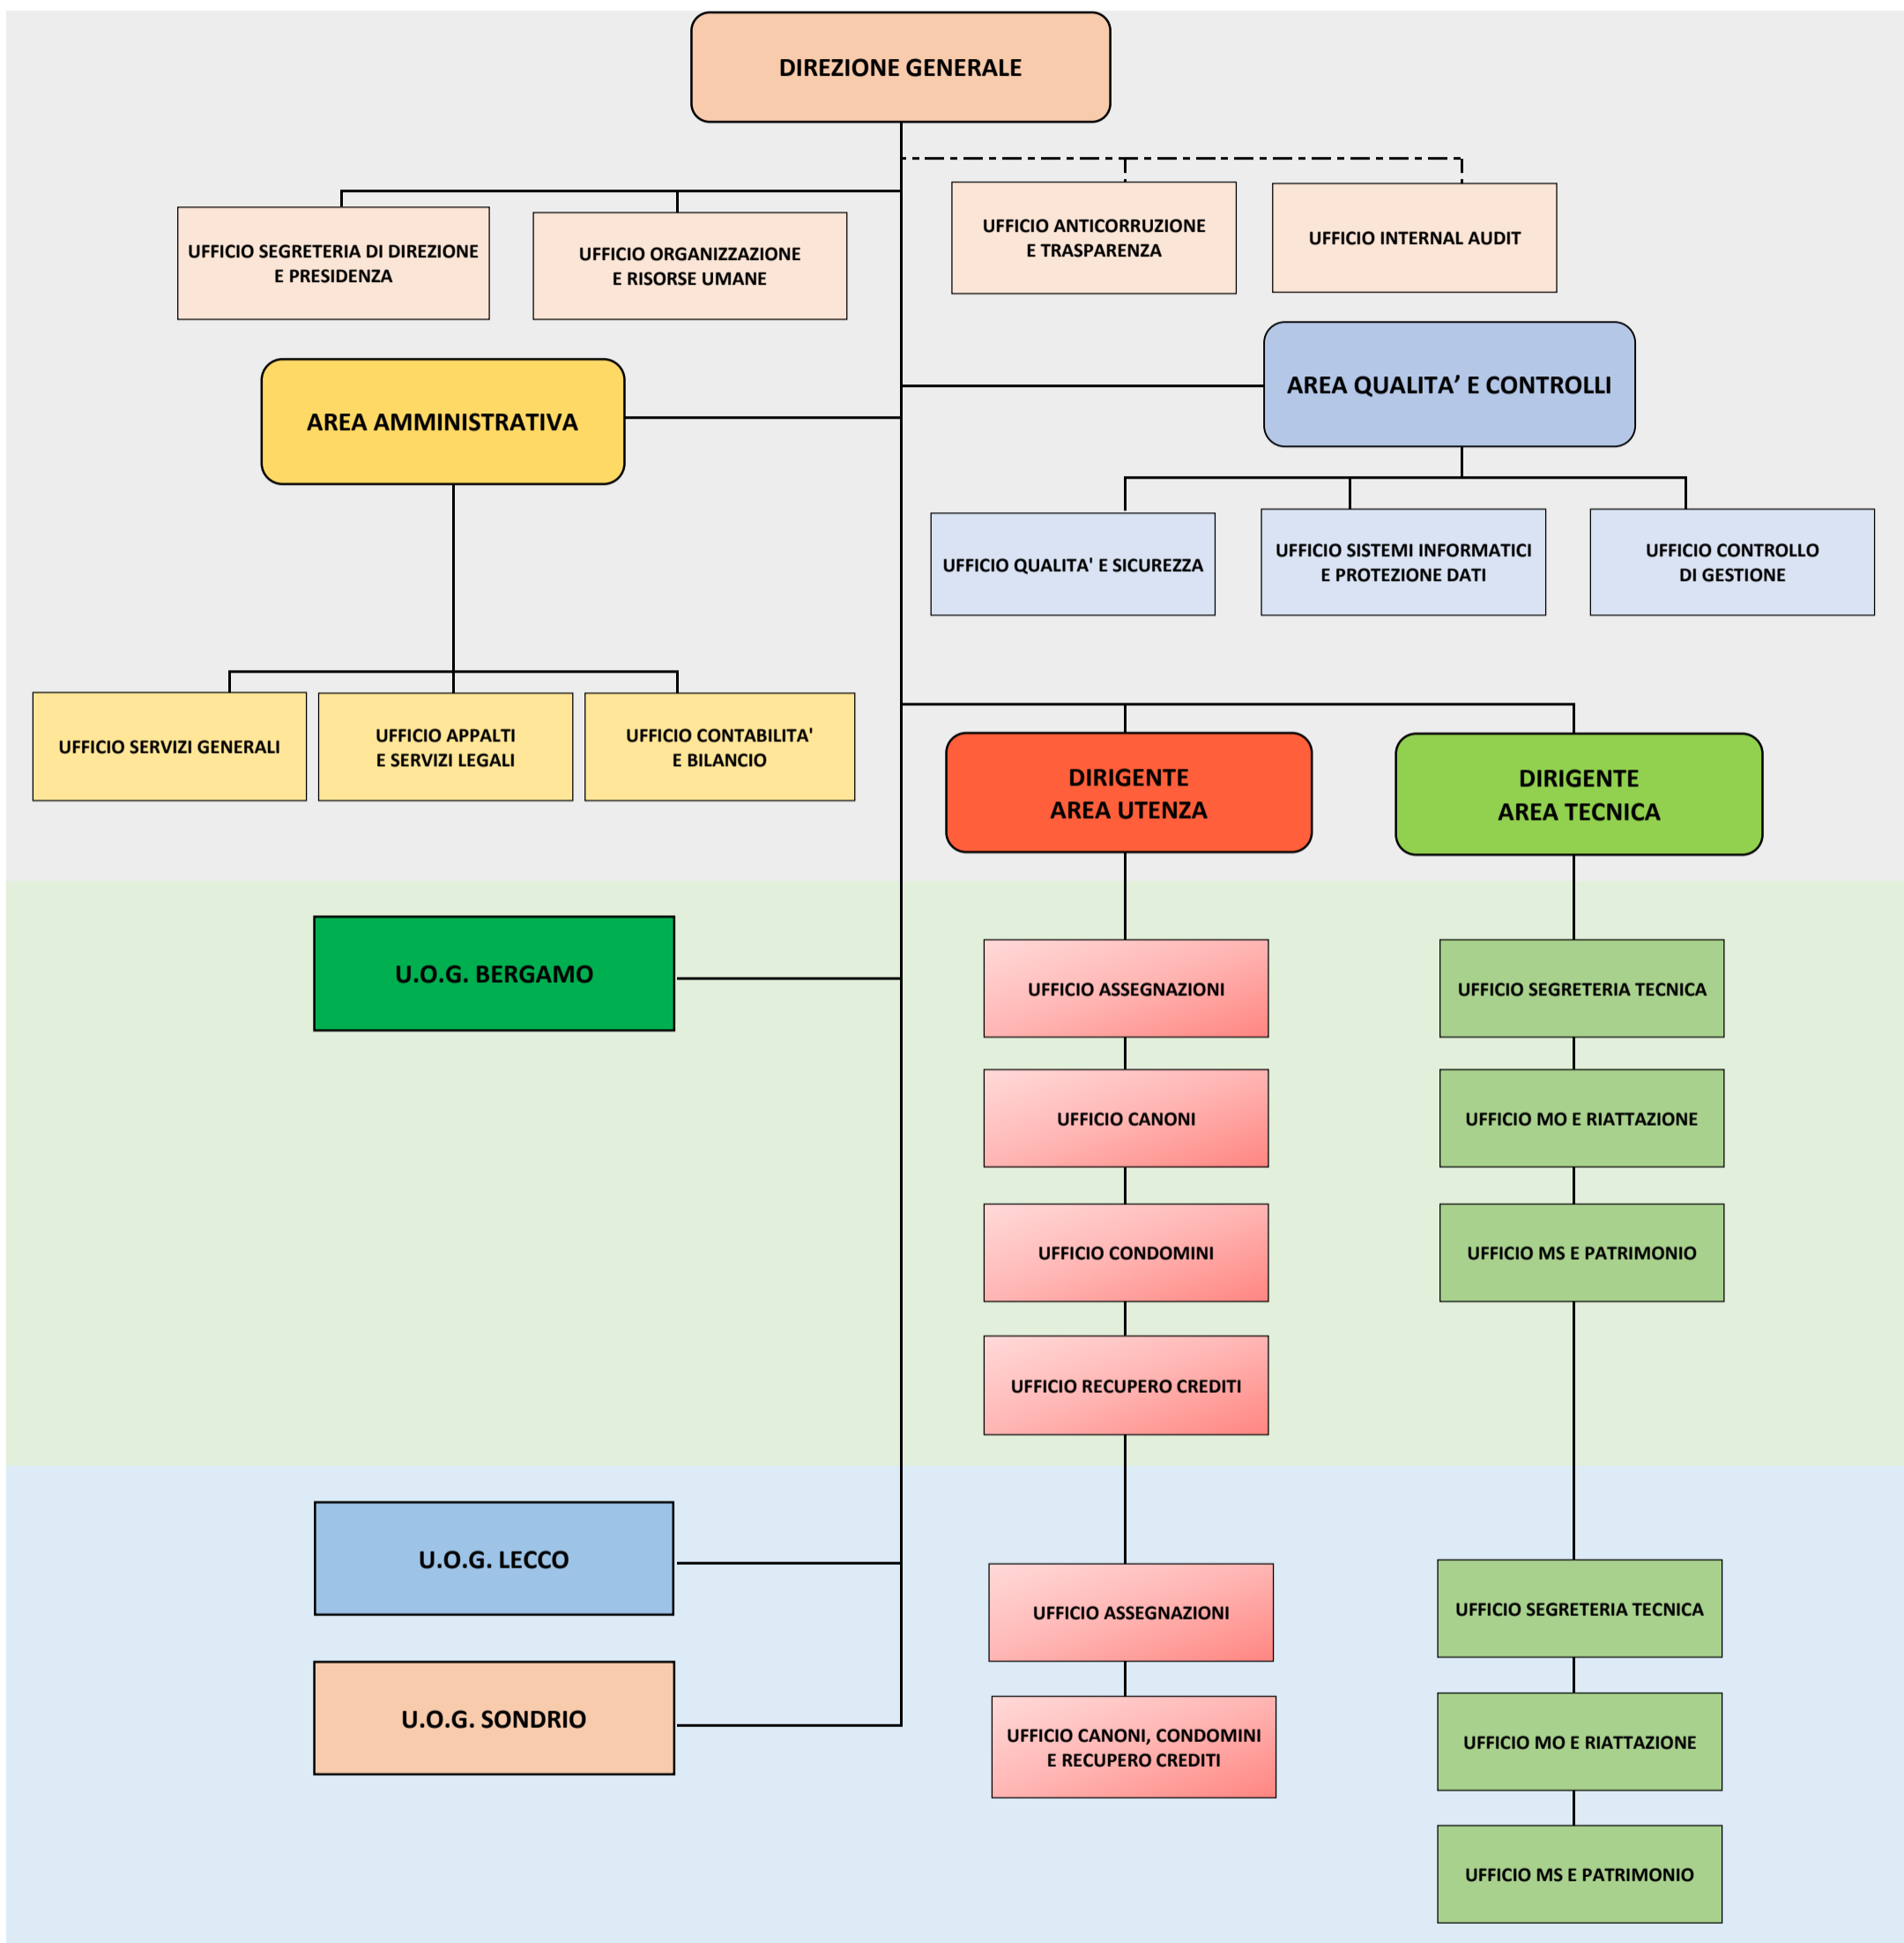 DIREZIONE GENERALE
UFFICIO SEGRETERIA DI DIREZIONE
E PRESIDENZA
UFFICIO ORGANIZZAZIONE
E RISORSE UMANE
UFFICIO ANTICORRUZIONE
E TRASPARENZA
UFFICIO INTERNAL AUDIT
AREA AMMINISTRATIVA
AREA QUALITA’ E CONTROLLI
UFFICIO QUALITA' E SICUREZZA
UFFICIO SISTEMI INFORMATICI
E PROTEZIONE DATI
UFFICIO CONTROLLO
DI GESTIONE
UFFICIO SERVIZI GENERALI
UFFICIO APPALTI
E SERVIZI LEGALI
UFFICIO CONTABILITA'
E BILANCIO
DIRIGENTE
AREA UTENZA
DIRIGENTE
AREA TECNICA
U.O.G. BERGAMO
UFFICIO ASSEGNAZIONI
UFFICIO SEGRETERIA TECNICA
UFFICIO CANONI
UFFICIO MO E RIATTAZIONE
UFFICIO CONDOMINI
UFFICIO MS E PATRIMONIO
UFFICIO RECUPERO CREDITI
U.O.G. LECCO
UFFICIO ASSEGNAZIONI
UFFICIO SEGRETERIA TECNICA
U.O.G. SONDRIO
UFFICIO CANONI, CONDOMINI
E RECUPERO CREDITI
UFFICIO MO E RIATTAZIONE
UFFICIO MS E PATRIMONIO